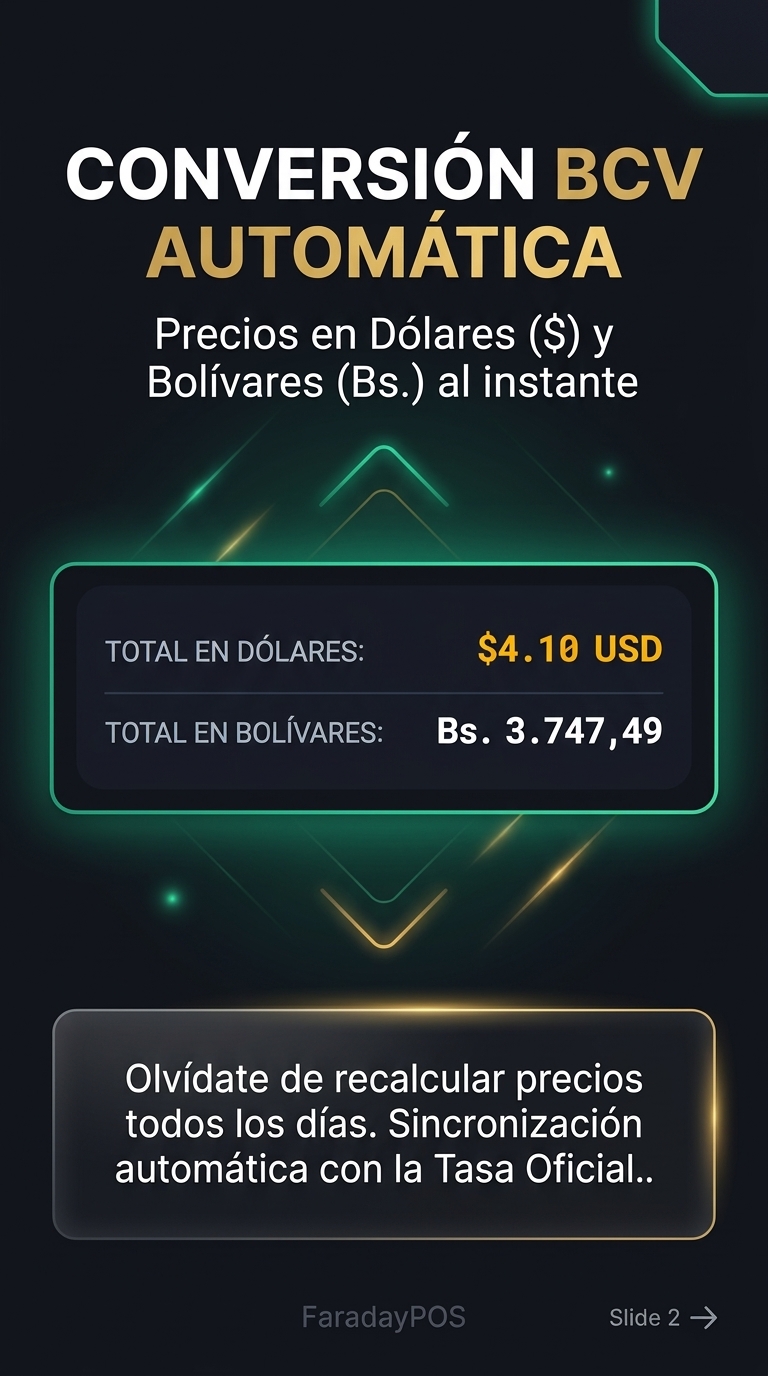 CONVERSIÓN BCV
AUTOMÁTICA
Precios en Dólares ($) y
Bolívares (Bs.) al instante
TOTAL EN DÓLARES: $4.10 USD
TOTAL EN BOLÍVARES: Bs. 3.747,49
Olvídate de recalcular precios
todos los días. Sincronización
automática con la Tasa Oficial..
FaradayPOS
Slide 2 →